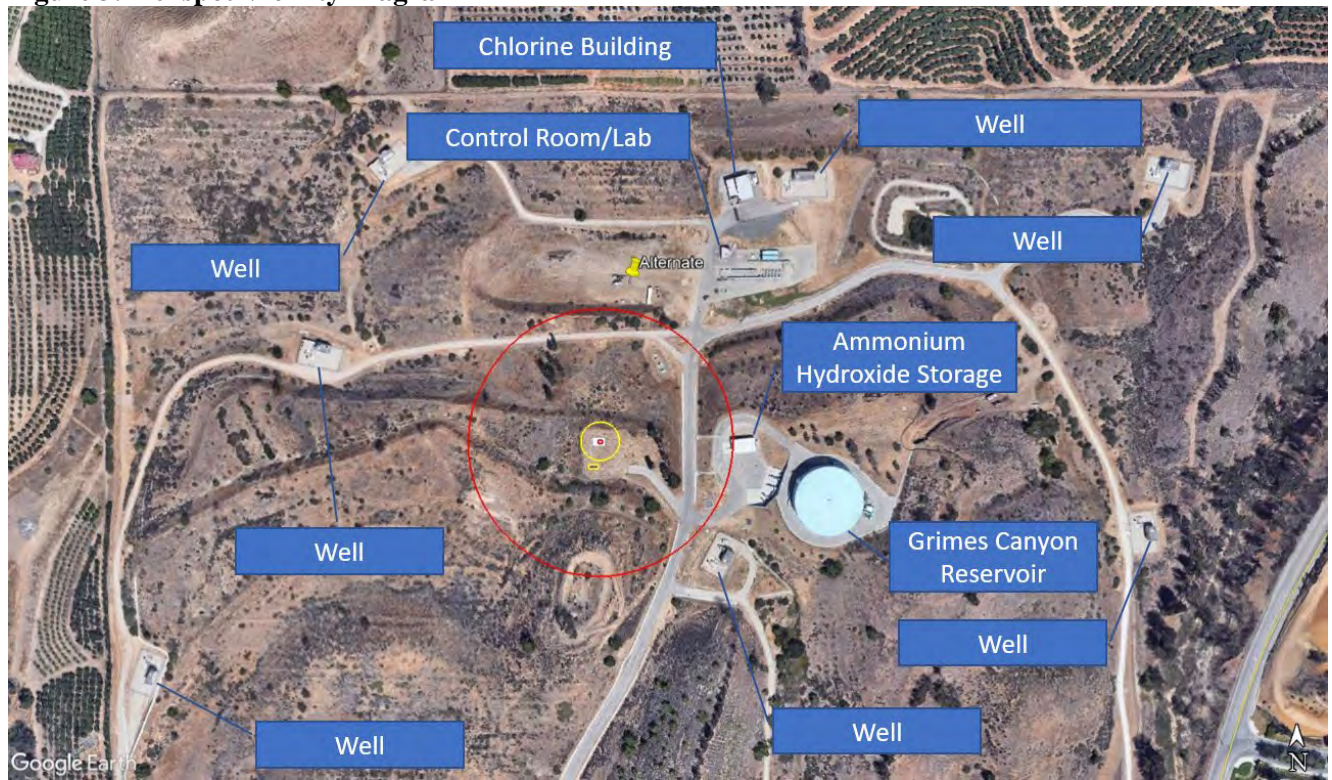 Chlorine Building
Control Room/Lab
Well
Well
Well
Alternate
Ammonium
Hydroxide Storage
Well
Grimes Canyon
Reservoir
Well
Well
Well
Google Earth
N